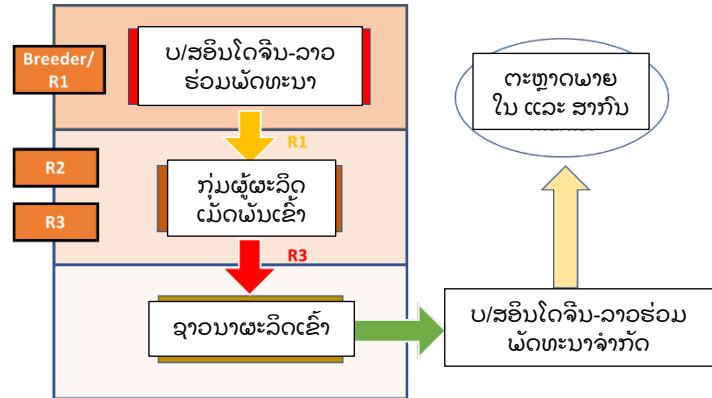 Breeder/
R1
ບ/ສອິນໂດຈີນ-ລາວ
ຮ່ວມພັດທະນາ
R1
R2
R3
ກຸ່ມຜູ້ຜະລິດ
ເມັດພັນເຂົ້າ
R3
ຊາວນາຜະລິດເຂົ້າ
ບ/ສອິນໂດຈີນ-ລາວຮ່ວມ
ພັດທະນາຈຳກັດ
ຕະຫຼາດພາຍ
ໃນ ແລະ ສາກົນ